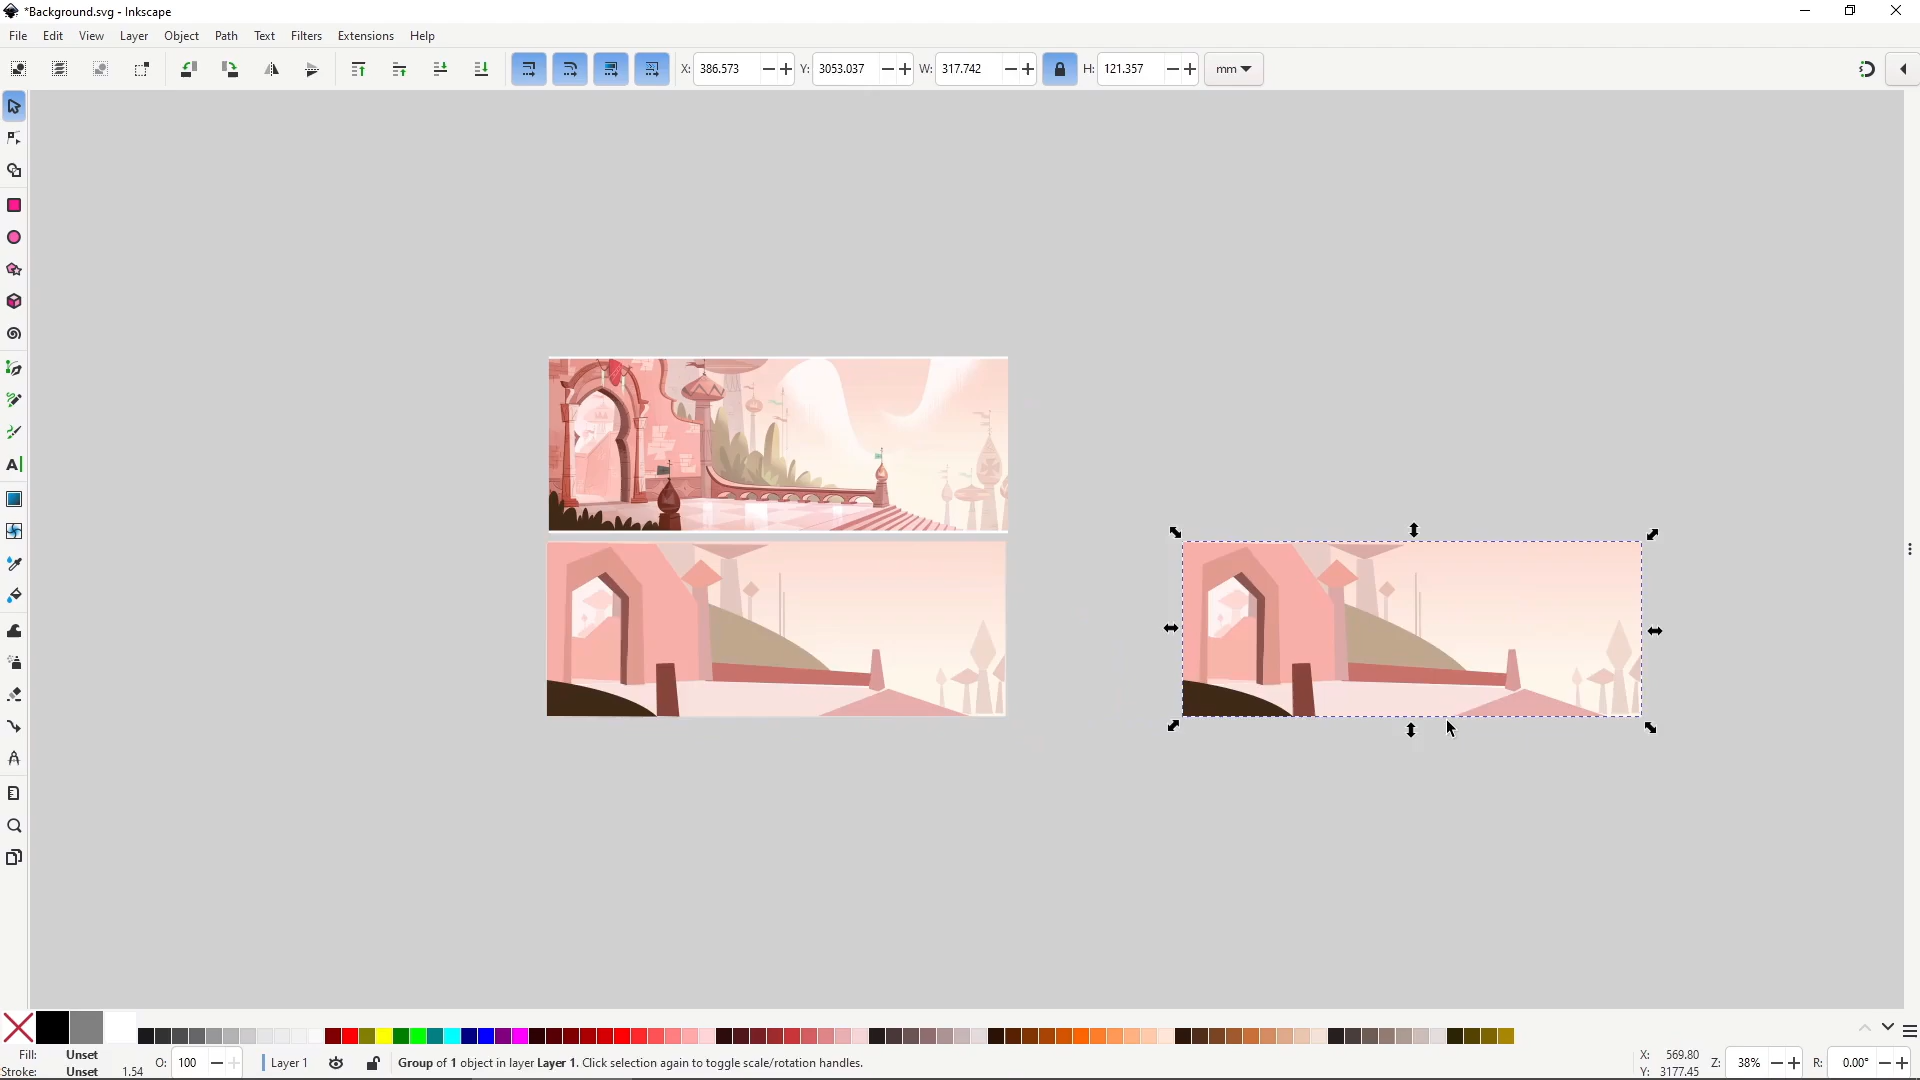 *Background.svg - Inkscape
File Edit View Layer Object Path Text Filters Extensions Help
X: 386.573 Y: 3053.037 W: 317.742 H: 121.357 mm
Fill: Unset
Stroke: Unset 1.54 O: 100 Layer 1 Group of 1 object in layer Layer 1. Click selection again to toggle scale/rotation handles. X: 569.80 Y: 3177.45 Z: 38% R: 0.00°